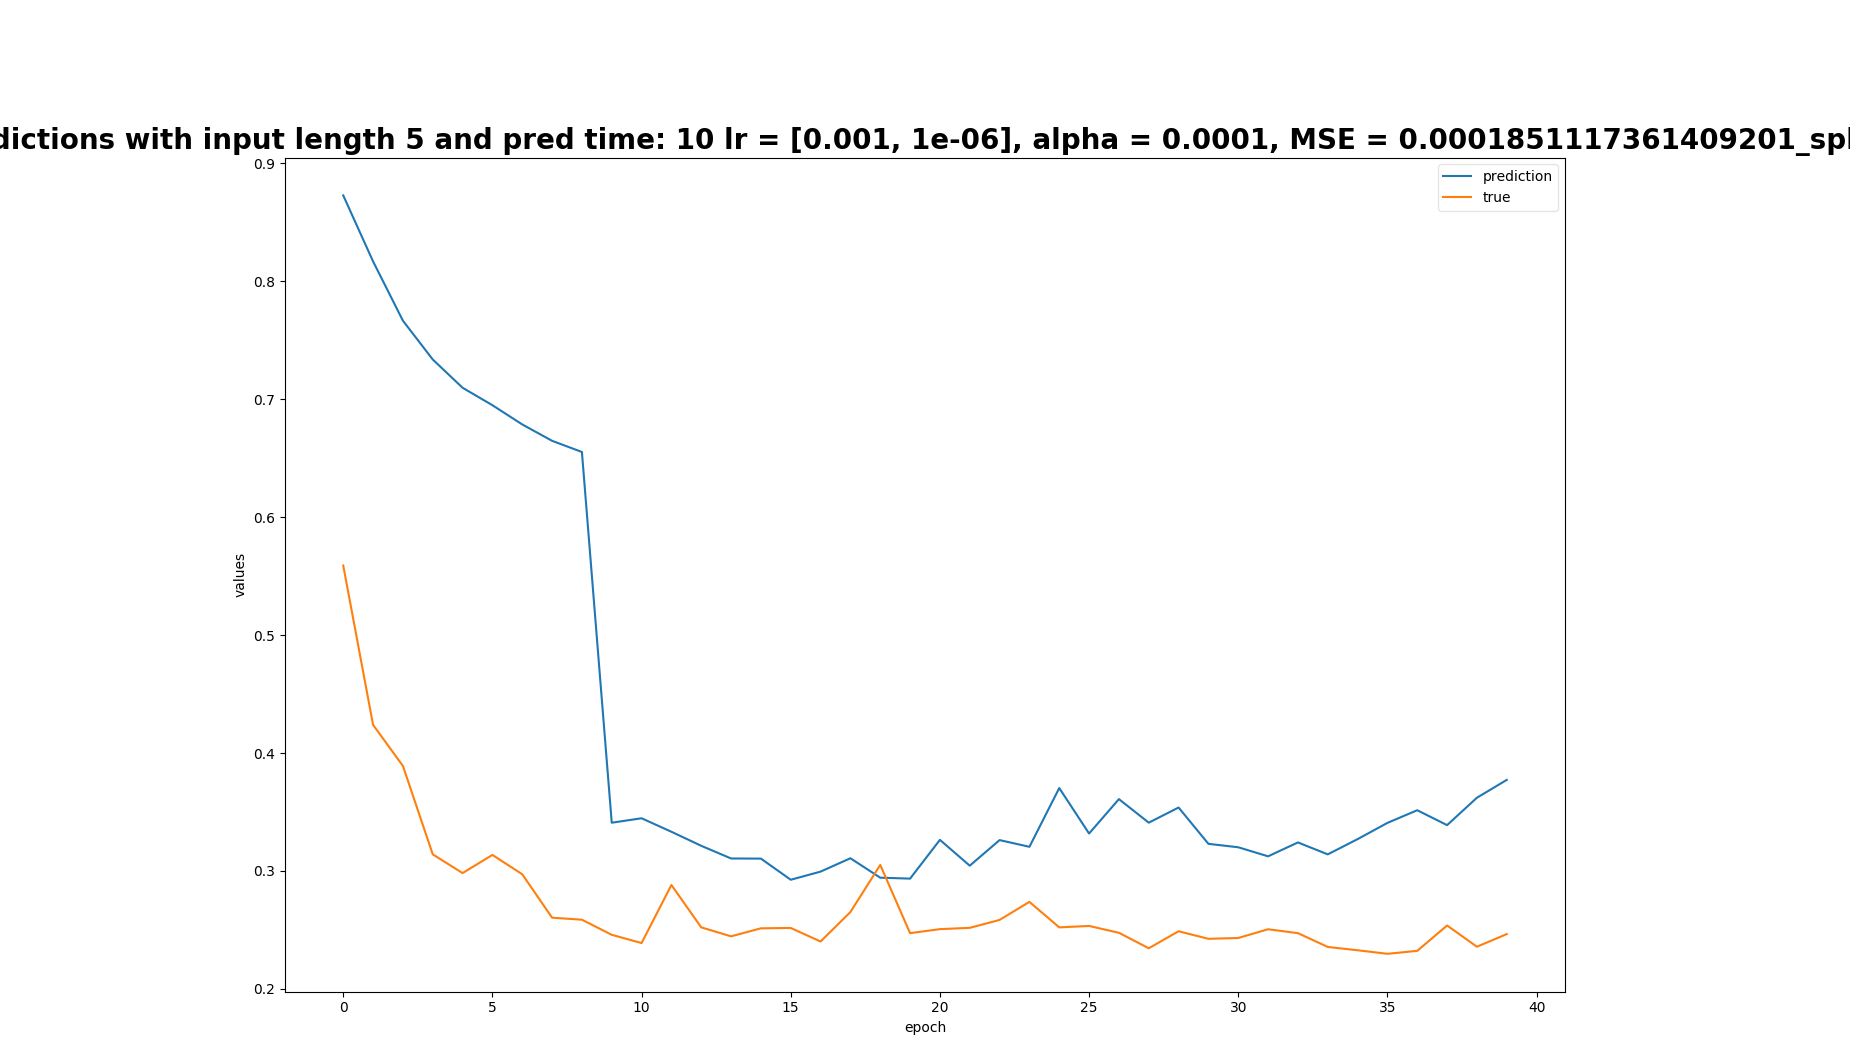 dictions with input length 5 and pred time: 10 lr = [0.001, 1e-06], alpha = 0.0001, MSE = 0.0001851117361409201_spl
prediction
true
0.9
0.8
0.7
0.6
0.5
0.4
0.3
0.2
values
0 5 10 15 20 25 30 35 40
epoch